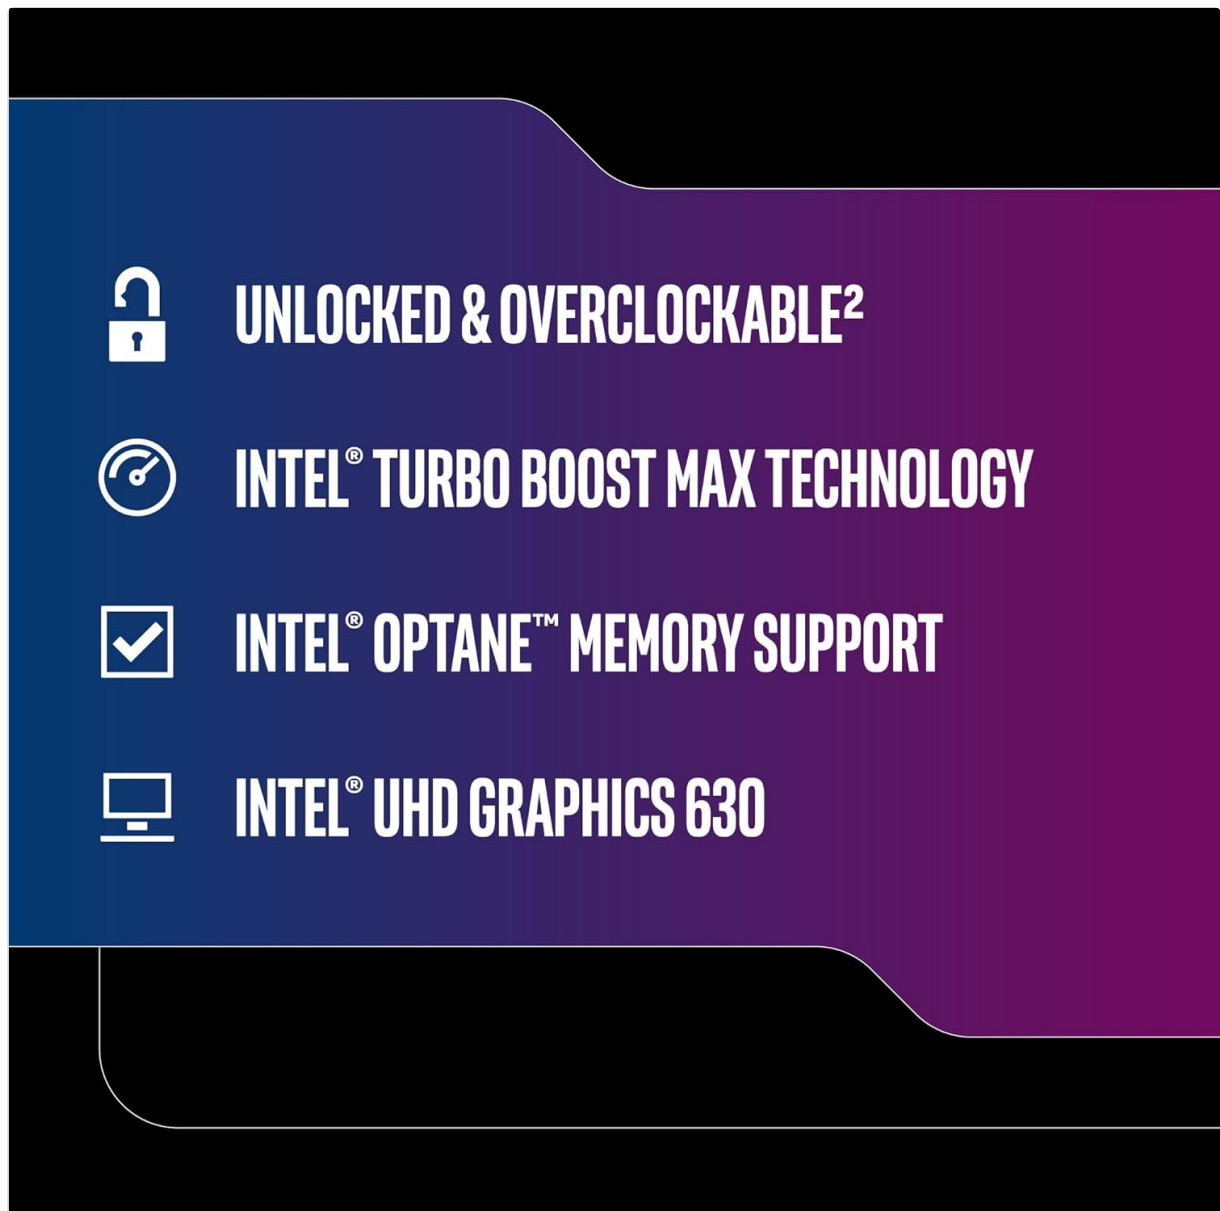 UNLOCKED & OVERCLOCKABLE²
INTEL® TURBO BOOST MAX TECHNOLOGY
INTEL® OPTANE™ MEMORY SUPPORT
INTEL® UHD GRAPHICS 630